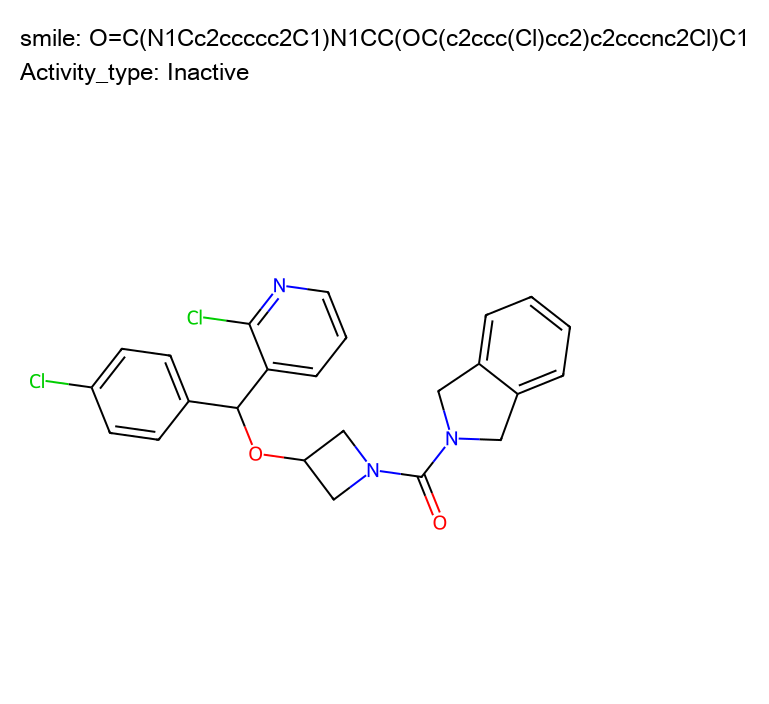 smile: O=C(N1Cc2ccccc2C1)N1CC(OC(c2ccc(Cl)cc2)c2cccnc2Cl)C1
Activity_type: Inactive
N
Cl
Cl
N
O
N
O